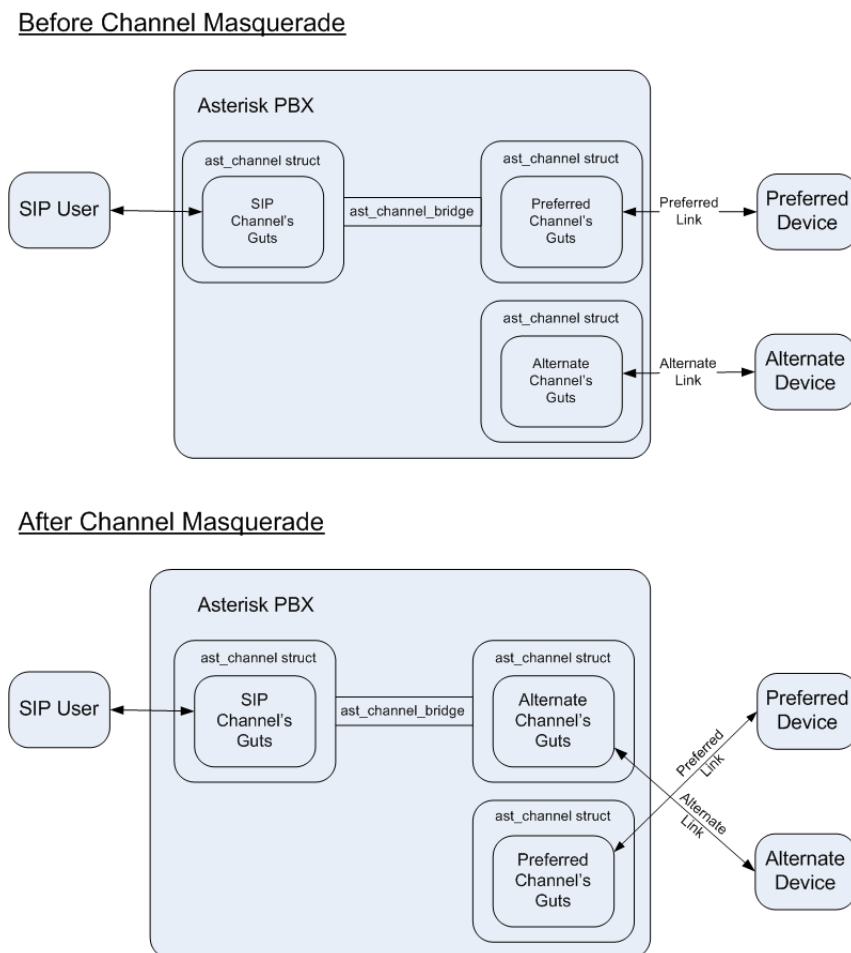 Before Channel Masquerade
Asterisk PBX
ast_channel struct
ast_channel struct
SIP User
SIP
Channel's
Guts
ast_channel_bridge
Preferred
Channel's
Guts
Preferred
Link
Preferred
Device
ast_channel struct
Alternate
Channel's
Guts
Alternate
Link
Alternate
Device
After Channel Masquerade
Asterisk PBX
ast_channel struct
ast_channel struct
SIP User
SIP
Channel's
Guts
ast_channel_bridge
Alternate
Channel's
Guts
Preferred
Link
Preferred
Device
ast_channel struct
Preferred
Channel's
Guts
Alternate
Link
Alternate
Device